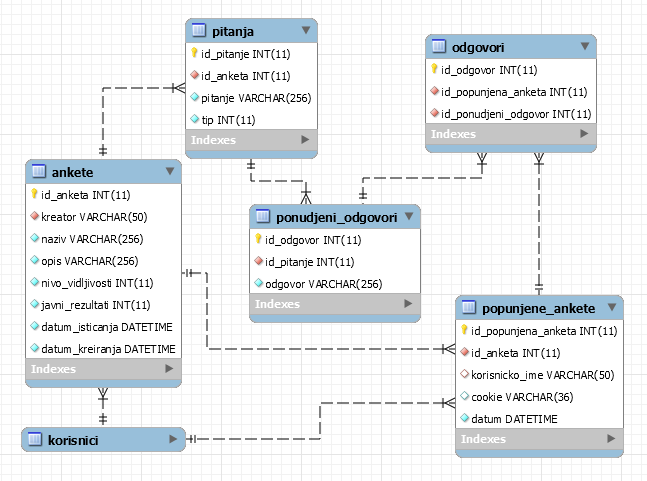 pitanja
id_pitanje INT(11)
id_anketa INT(11)
pitanje VARCHAR(256)
tip INT(11)
Indexes
odgovori
id_odgovor INT(11)
id_popunjena_anketa INT(11)
id_ponudjeni_odgovor INT(11)
Indexes
ankete
id_anketa INT(11)
kreator VARCHAR(50)
naziv VARCHAR(256)
opis VARCHAR(256)
nivo_vidljivosti INT(11)
javni_rezultati INT(11)
datum_isticanja DATETIME
datum_kreiranja DATETIME
Indexes
ponudjeni_odgovori
id_odgovor INT(11)
id_pitanje INT(11)
odgovor VARCHAR(256)
Indexes
popunjene_ankete
id_popunjena_anketa INT(11)
id_anketa INT(11)
korisnicko_ime VARCHAR(50)
cookie VARCHAR(36)
datum DATETIME
Indexes
korisnici